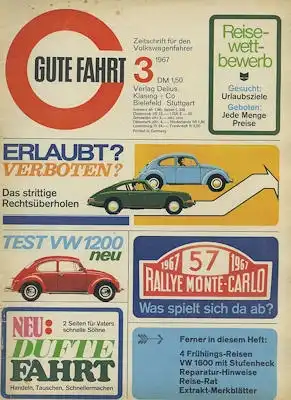 GUTE FAHRT
Zeitschrift für den
Volkswagenfahrer
3
1967
DM 1,50
Verlag Delius,
Klasing + Co
Bielefeld · Stuttgart
Printed in Germany
Reise-
wett-
bewerb
Gesucht:
Urlaubsziele
Geboten:
Jede Menge
Preise
ERLAUBT?
VERBOTEN?
Das strittige
Rechtsüberholen
TEST VW 1200
neu
1967 57 1967
RALLYE MONTE-CARLO
Was spielt sich da ab?
NEU:
2 Seiten für Vaters
schnelle Söhne
DUFTE
FAHRT
Handeln, Tauschen, Schnellermachen
Ferner in diesem Heft:
4 Frühlings-Reisen
VW 1600 mit Stufenheck
Reparatur-Hinweise
Reise-Rat
Extrakt-Merkblätter